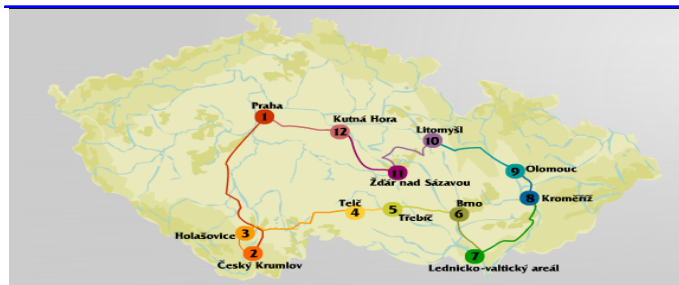 Praha
1
Kutná Hora
12
Litomyšl
10
11
Žďár nad Sázavou
9
Olomouc
8
Kroměříž
Telč
4
5
Třebíč
Brno
6
3
Holašovice
2
Český Krumlov
7
Lednicko-valtický areál